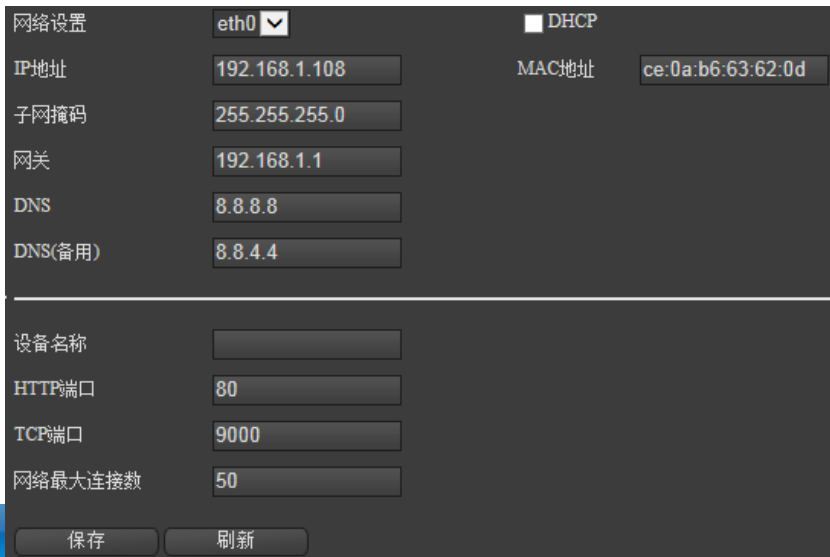 网络设置 eth0 DHCP
IP地址 192.168.1.108 MAC地址 ce:0a:b6:63:62:0d
子网掩码 255.255.255.0
网关 192.168.1.1
DNS 8.8.8.8
DNS(备用) 8.8.4.4
设备名称
HTTP端口 80
TCP端口 9000
网络最大连接数 50
保存 刷新